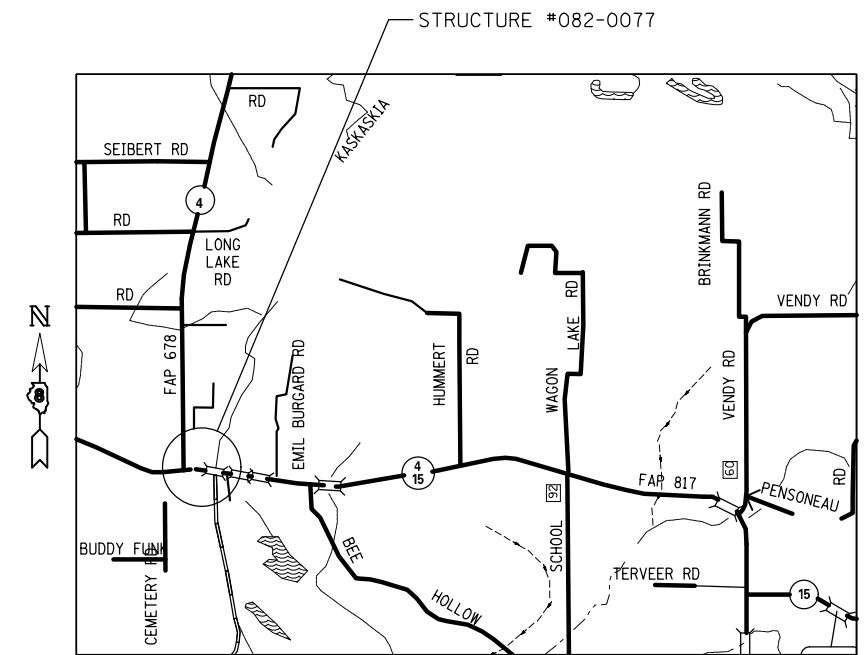 STRUCTURE #082-0077
RD
KASKASKIA
SEIBERT RD
4
RD
LONG
LAKE
RD
BRINKMANN RD
RD
VENDY RD
N
8
FAP 678
EMIL BURGARD RD
HUMMERT
RD
WAGON
LAKE
RD
VENDY RD
4
15
60
FAP 817
92
RD
PENSONEAU
BUDDY FUNK
CEMETERY RD
BEE
HOLLOW
SCHOOL
TERVEER RD
15